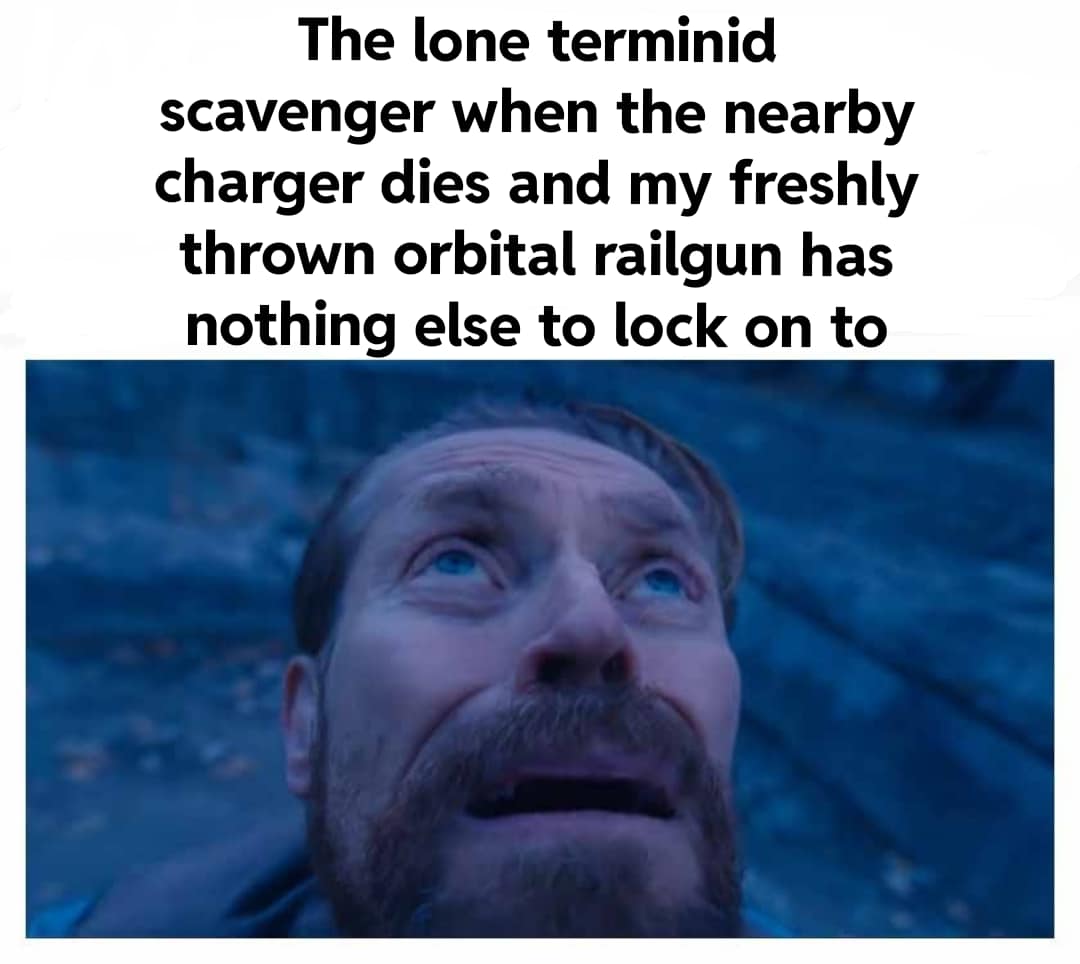 The lone terminid
scavenger when the nearby
charger dies and my freshly
thrown orbital railgun has
nothing else to lock on to